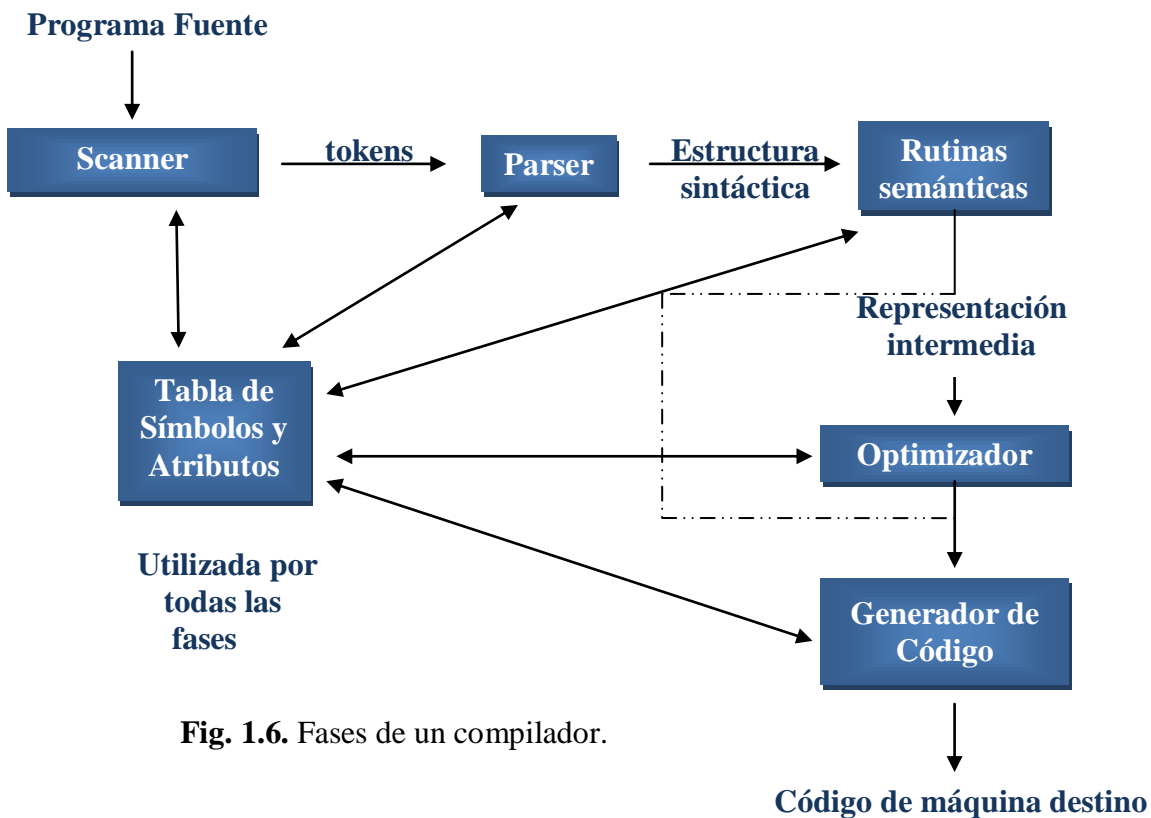 Programa Fuente
Scanner
tokens
Parser
Estructura
sintáctica
Rutinas
semánticas
Representación
intermedia
Tabla de
Símbolos y
Atributos
Optimizador
Utilizada por
todas las
fases
Generador de
Código
Fig. 1.6. Fases de un compilador.
Código de máquina destino